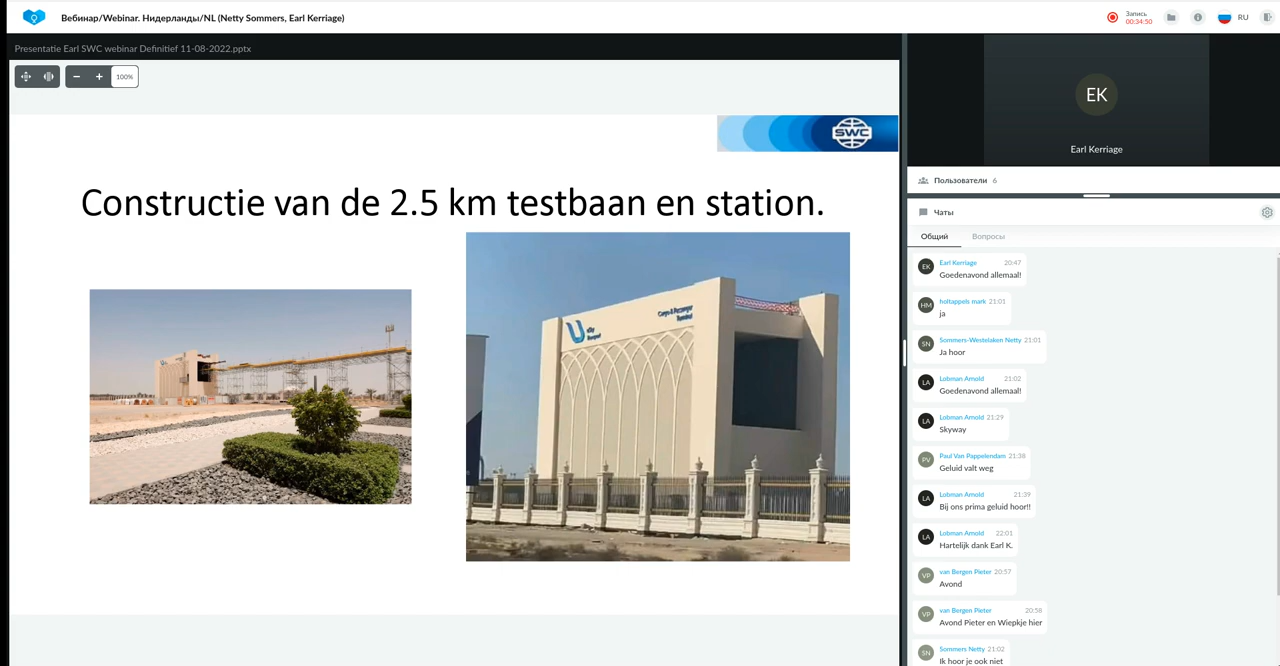 Вебинар/Webinar. Нидерланды/NL (Netty Sommers, Earl Kerriage)
Запись
00:34:50
RU
Presentatie Earl SWC webinar Definitief 11-08-2022.pptx
100%
SWC
Constructie van de 2.5 km testbaan en station.
U
Cargo & Passenger
Terminal
EK
Earl Kerriage
Пользователи 6
Чаты
Общий
Вопросы
EK
Earl Kerriage 20:47
Goedenavond allemaal!
HM
holtappels mark 21:01
ja
SN
Sommers-Westelaken Netty 21:01
Ja hoor
LA
Lobman Arnold 21:02
Goedenavond allemaal!
LA
Lobman Arnold 21:29
Skyway
PV
Paul Van Pappelendam 21:38
Geluid valt weg
LA
Lobman Arnold 21:39
Bij ons prima geluid hoor!!
LA
Lobman Arnold 22:01
Hartelijk dank Earl K.
VP
van Bergen Pieter 20:57
Avond
VP
van Bergen Pieter 20:58
Avond Pieter en Wiepkje hier
SN
Sommers Netty 21:02
Ik hoor je ook niet